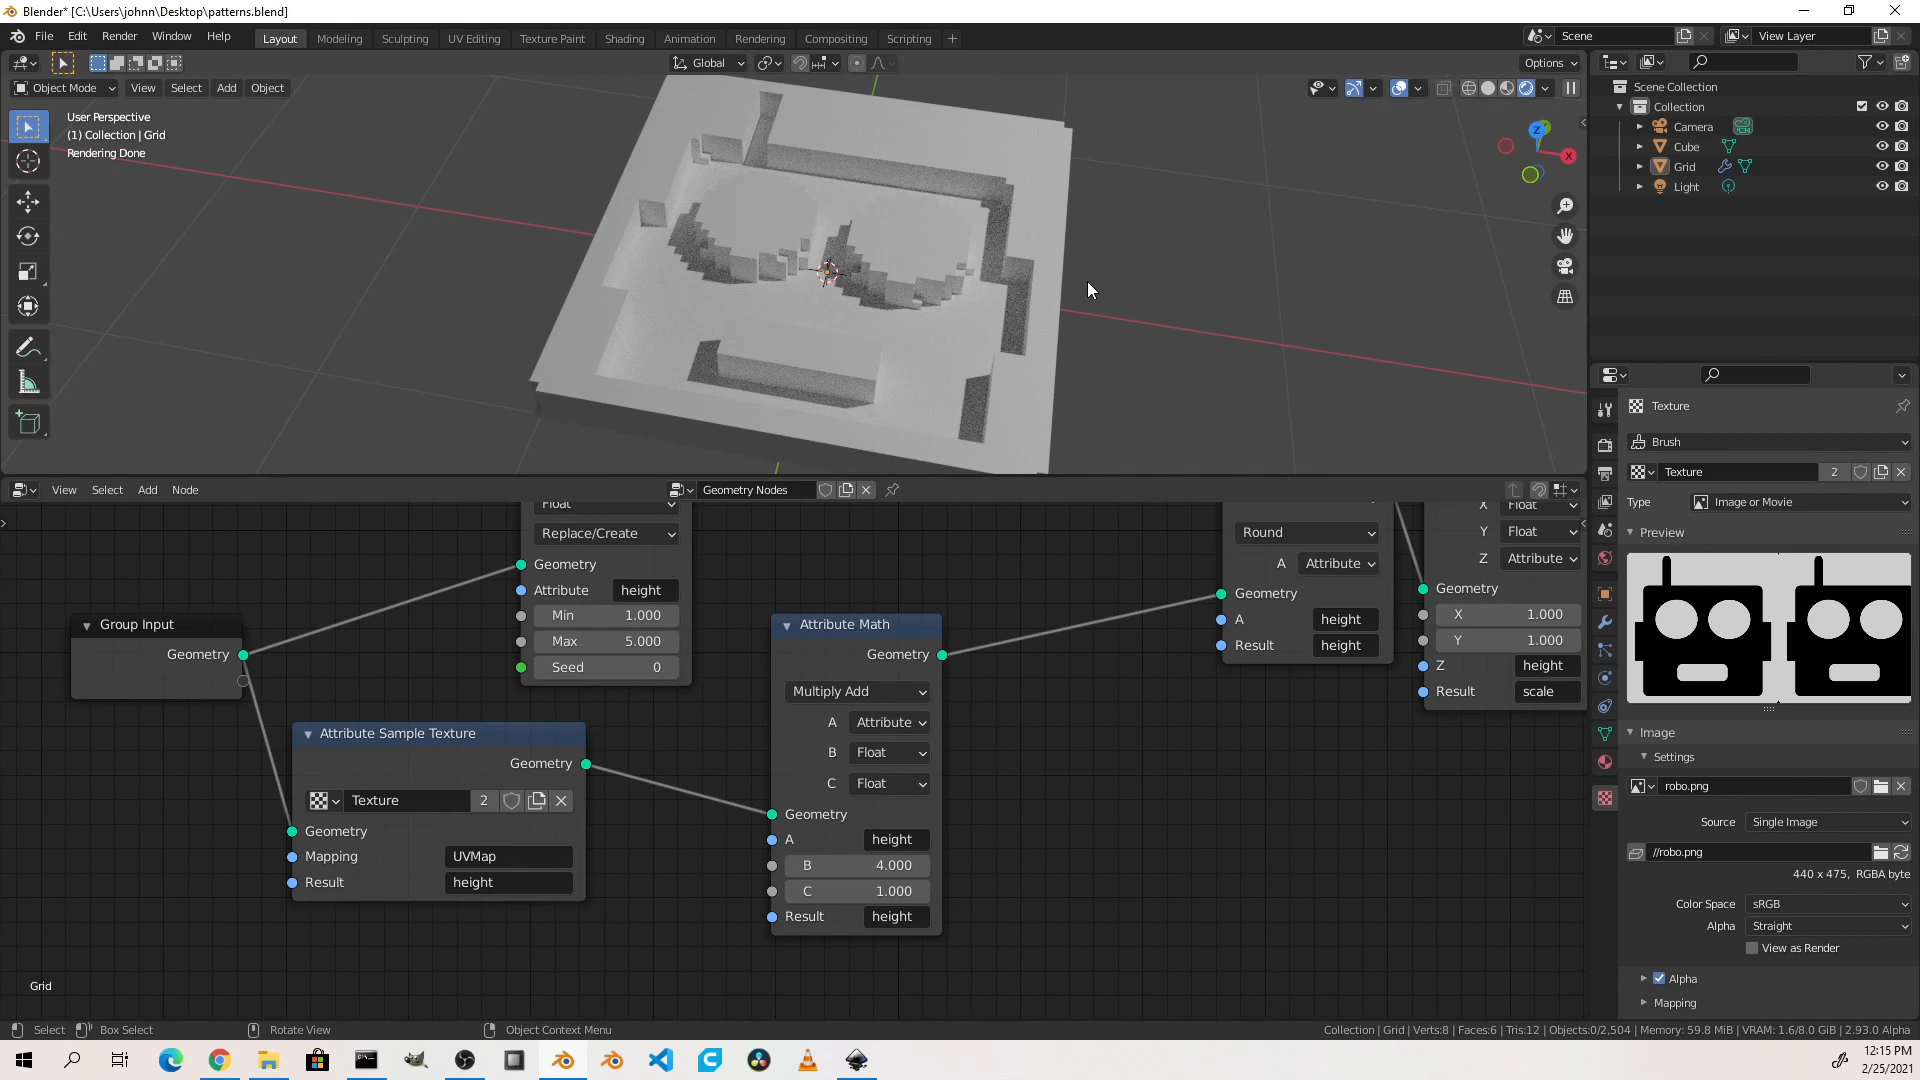 Blender* [C:\Users\johnn\Desktop\patterns.blend]
File Edit Render Window Help Layout Modeling Sculpting UV Editing Texture Paint Shading Animation Rendering Compositing Scripting + Scene View Layer
Global Options
Object Mode View Select Add Object
User Perspective
(1) Collection | Grid
Rendering Done
Z
X
Scene Collection
Collection
Camera
Cube
Grid
Light
View Select Add Node Geometry Nodes
Float
Replace/Create
Geometry
Attribute height
Min 1.000
Max 5.000
Seed 0
Group Input
Geometry
Attribute Sample Texture
Geometry
Texture 2
Geometry
Mapping UVMap
Result height
Attribute Math
Geometry
Multiply Add
A Attribute
B Float
C Float
Geometry
A height
B 4.000
C 1.000
Result height
Round
A Attribute
Geometry
A height
Result height
X Float
Y Float
Z Attribute
Geometry
X 1.000
Y 1.000
Z height
Result scale
Grid
Texture
Brush
Texture 2
Type Image or Movie
Preview
Image
Settings
robo.png
Source Single Image
//robo.png
440 x 475, RGBA byte
Color Space sRGB
Alpha Straight
View as Render
Alpha
Mapping
Select Box Select Rotate View Object Context Menu Collection | Grid | Verts:8 | Faces:6 | Tris:12 | Objects:0/2,504 | Memory: 59.8 MiB | VRAM: 1.6/8.0 GiB | 2.93.0 Alpha
12:15 PM
2/25/2021